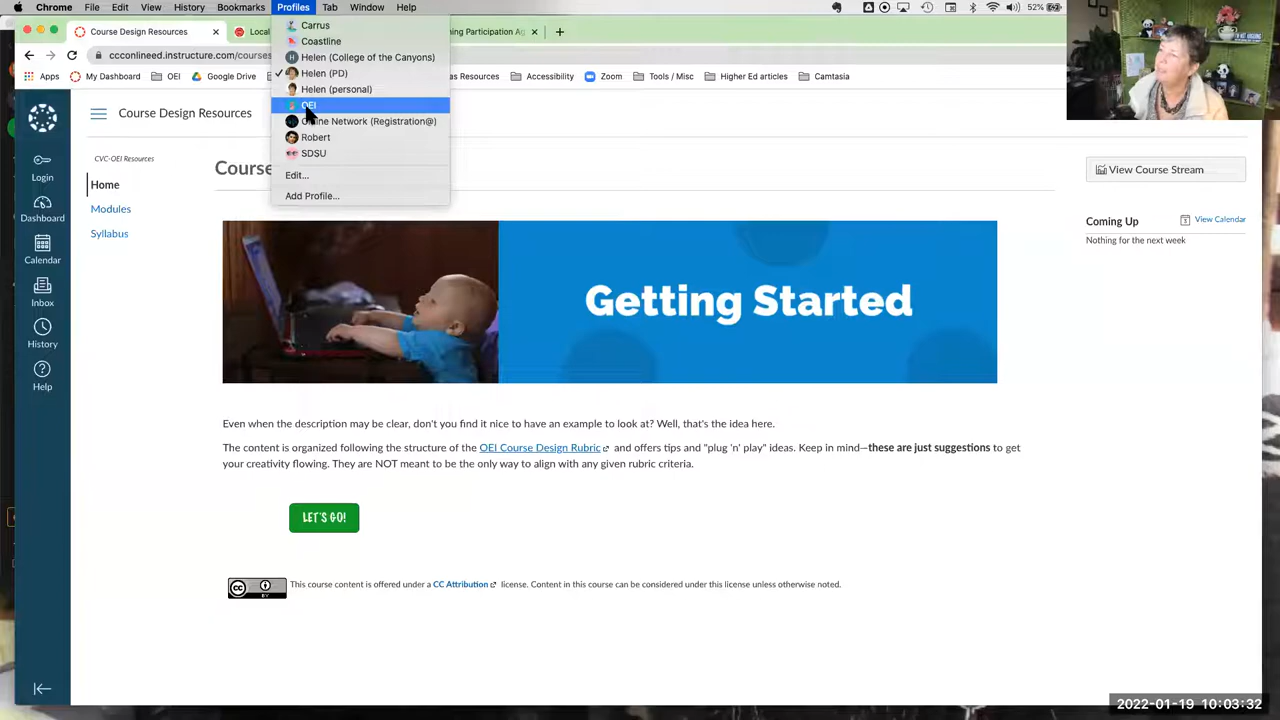 Chrome File Edit View History Bookmarks Profiles Tab Window Help 52%
Course Design Resources
ccconlineed.instructure.com/courses
Apps My Dashboard OEI Google Drive Accessibility Zoom Tools / Misc Higher Ed articles Camtasia
Carrus
Coastline
Helen (College of the Canyons)
Helen (PD)
Helen (personal)
OEI
Online Network (Registration@)
Robert
SDSU
Edit...
Add Profile...
Course Design Resources
CVC-OEI Resources
Home
Modules
Syllabus
Login
Dashboard
Calendar
Inbox
History
Help
View Course Stream
Coming Up View Calendar
Nothing for the next week
Getting Started
Even when the description may be clear, don't you find it nice to have an example to look at? Well, that's the idea here.
The content is organized following the structure of the OEI Course Design Rubric and offers tips and "plug 'n' play" ideas. Keep in mind—these are just suggestions to get
your creativity flowing. They are NOT meant to be the only way to align with any given rubric criteria.
LET'S GO!
CC BY
This course content is offered under a CC Attribution license. Content in this course can be considered under this license unless otherwise noted.
2022-01-19 10:03:32